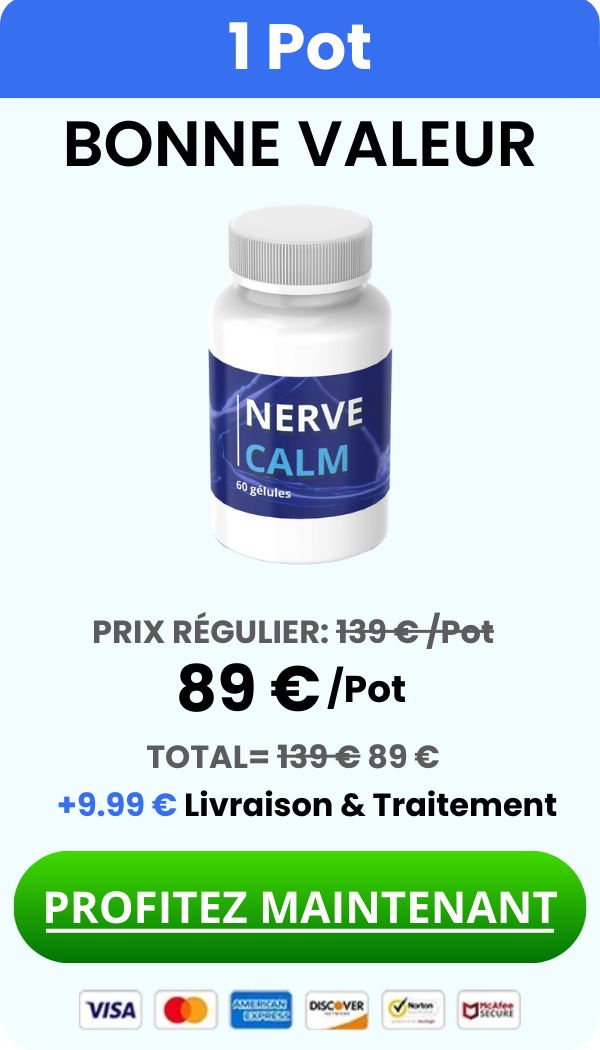 1 Pot
BONNE VALEUR
NERVE
CALM
60 gélules
PRIX RÉGULIER: 139 € /Pot
89 € /Pot
TOTAL= 139 € 89 €
+9.99 € Livraison & Traitement
PROFITEZ MAINTENANT
VISA
AMERICAN EXPRESS
DISCOVER
NETWORK
Norton
McAfee
SECURE